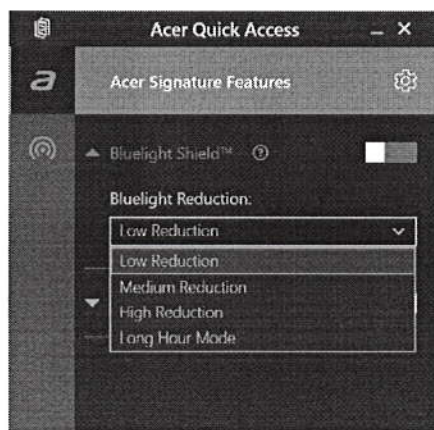 Acer Quick Access
a
Acer Signature Features
Bluelight Shield™
Bluelight Reduction:
Low Reduction
Low Reduction
Medium Reduction
High Reduction
Long Hour Mode